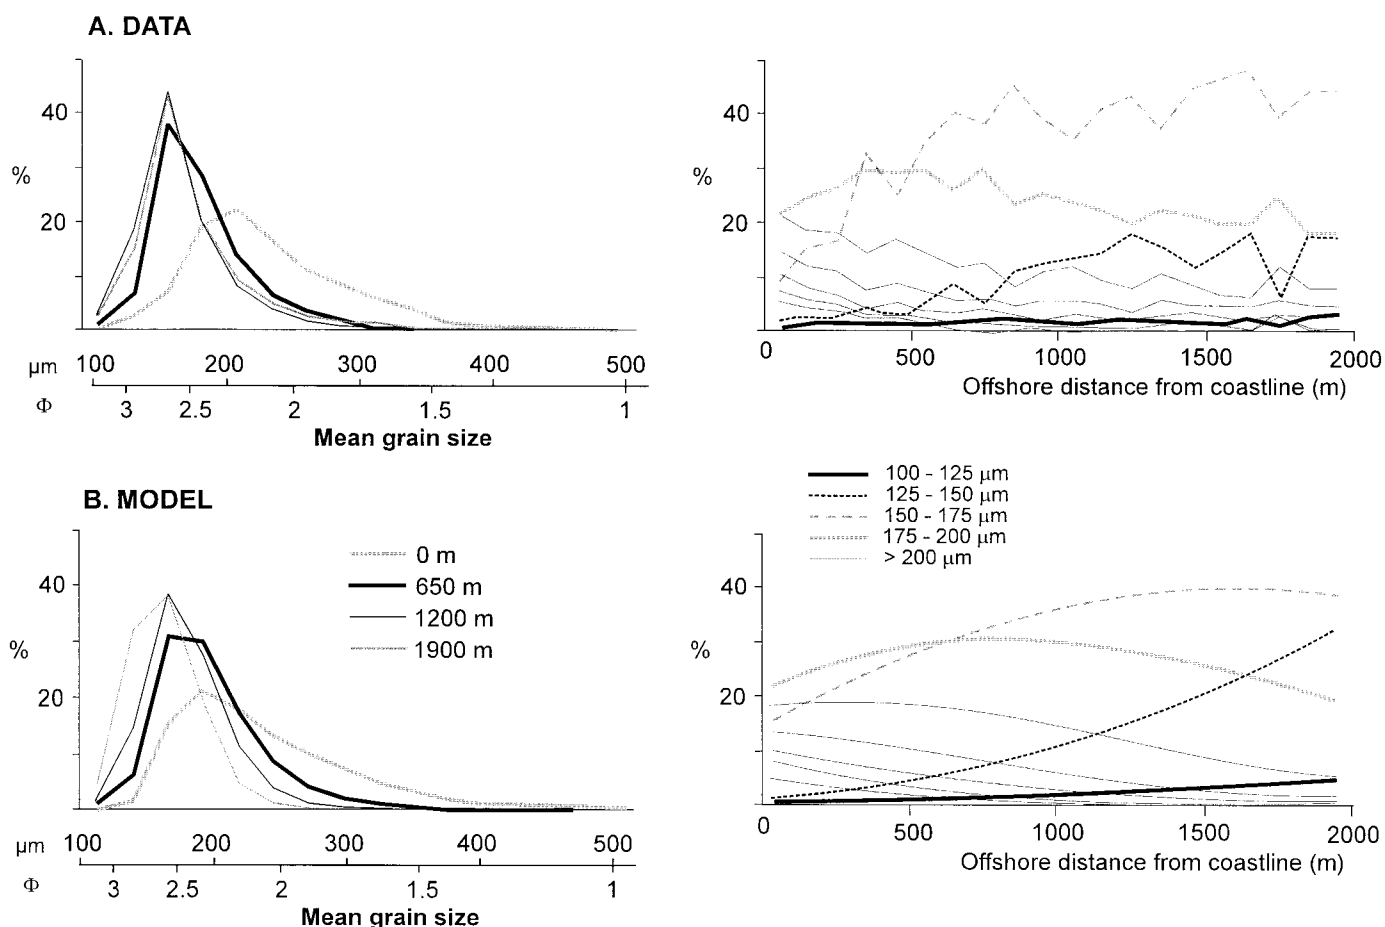 A. DATA
40
%
20
µm 100 200 300 400 500
Φ 3 2.5 2 1.5 1
Mean grain size
40
%
20
0 500 1000 1500 2000
Offshore distance from coastline (m)
B. MODEL
0 m
650 m
1200 m
1900 m
40
%
20
µm 100 200 300 400 500
Φ 3 2.5 2 1.5 1
Mean grain size
100 - 125 µm
125 - 150 µm
150 - 175 µm
175 - 200 µm
> 200 µm
40
%
20
0 500 1000 1500 2000
Offshore distance from coastline (m)